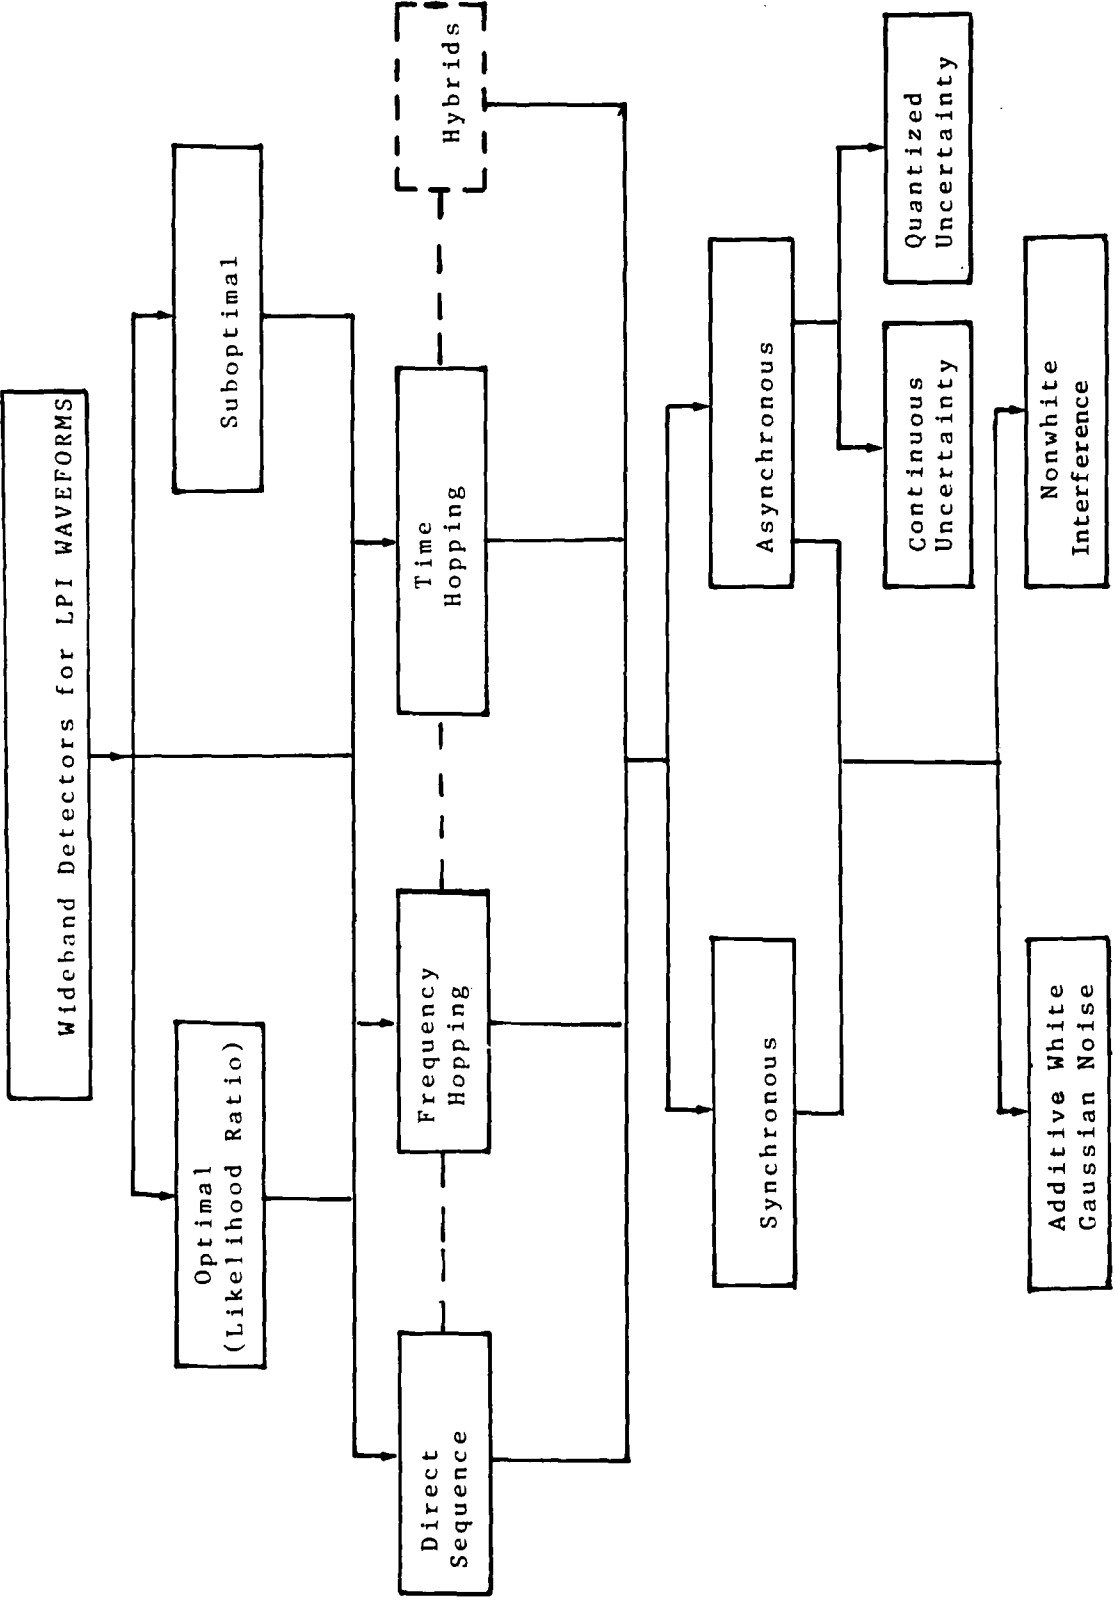 Wideband Detectors for LPI WAVEFORMS
Optimal
(Likelihood Ratio)
Suboptimal
Direct
Sequence
Frequency
Hopping
Time
Hopping
Hybrids
Synchronous
Asynchronous
Continuous
Uncertainty
Quantized
Uncertainty
Additive White
Gaussian Noise
Nonwhite
Interference